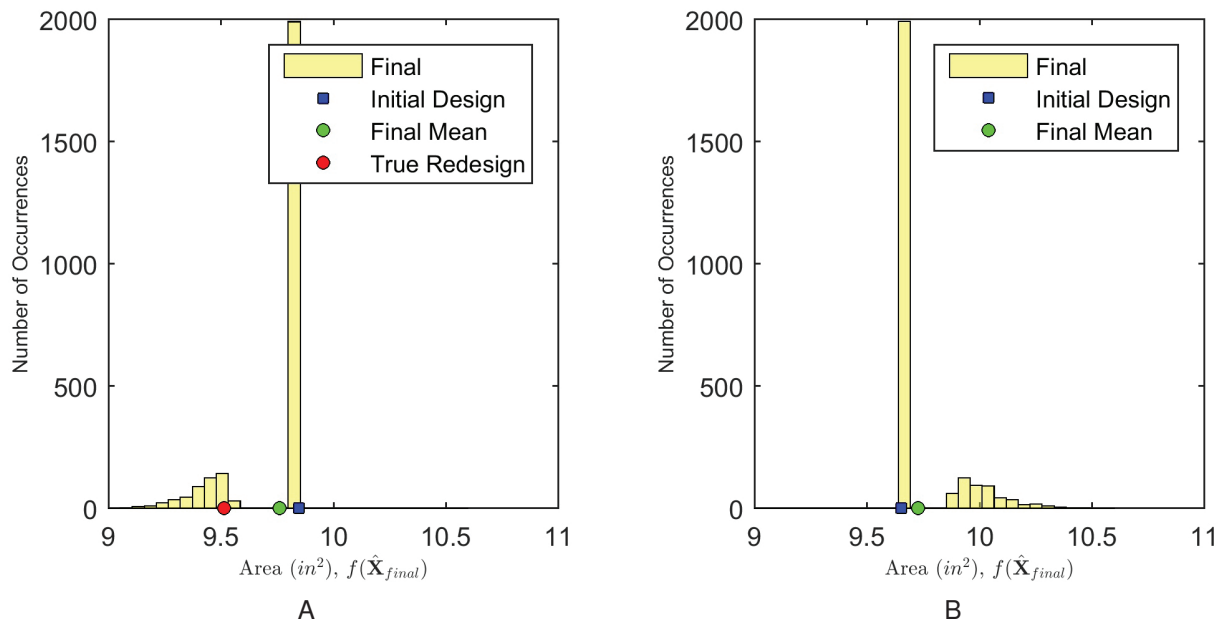 2000
1500
1000
500
0
Number of Occurrences
Final
Initial Design
Final Mean
True Redesign
9
9.5
10
10.5
11
Area (in²), f(X̂_final)
A
2000
1500
1000
500
0
Number of Occurrences
Final
Initial Design
Final Mean
9
9.5
10
10.5
11
Area (in²), f(X̂_final)
B